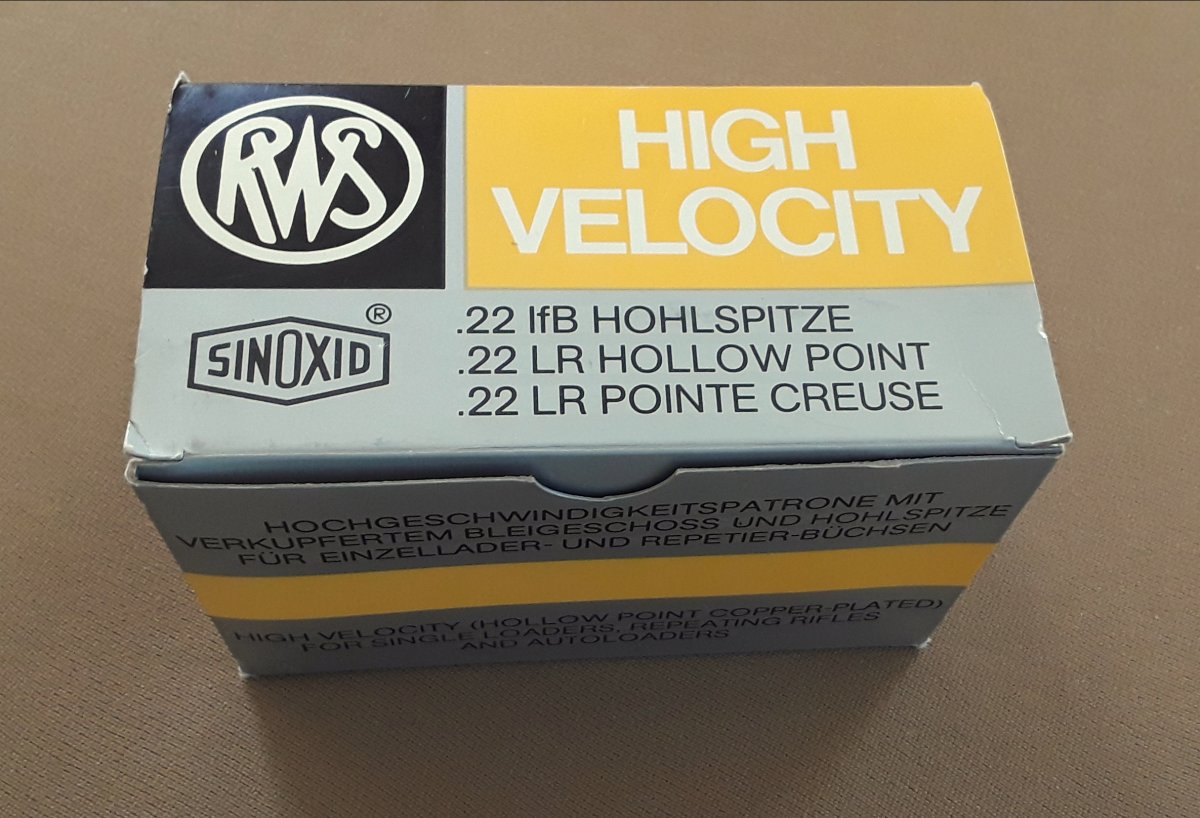 RWS
HIGH
VELOCITY
SINOXID ®
.22 lfB HOHLSPITZE
.22 LR HOLLOW POINT
.22 LR POINTE CREUSE
HOCHGESCHWINDIGKEITSPATRONE MIT
VERKUPFERTEM BLEIGESCHOSS UND HOHLSPITZE
FÜR EINZELLADER- UND REPETIER-BÜCHSEN
HIGH VELOCITY (HOLLOW POINT COPPER-PLATED)
FOR SINGLE LOADERS, REPEATING RIFLES
AND AUTOLOADERS